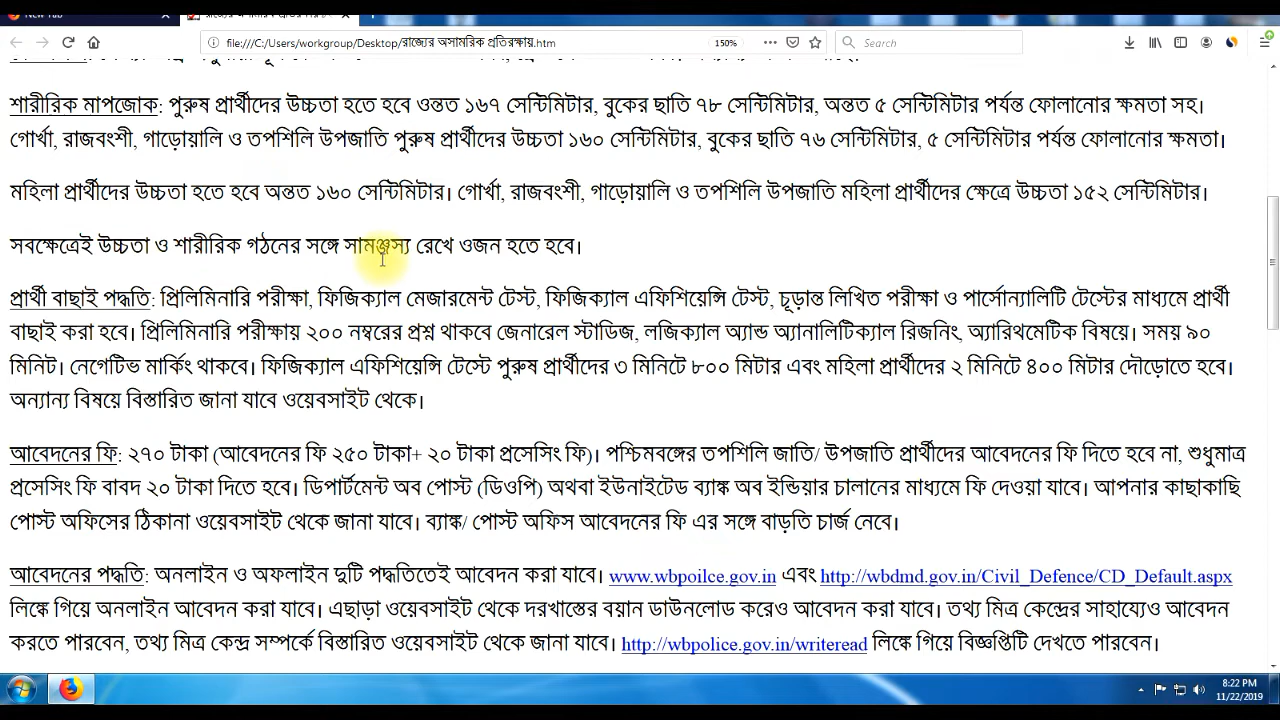 New Tab
file:///C:/Users/workgroup/Desktop/রাজ্যের অসামরিক প্রতিরক্ষায়.htm
150%
Search
শারীরিক মাপজোক: পুরুষ প্রার্থীদের উচ্চতা হতে হবে ওন্তত ১৬৭ সেন্টিমিটার, বুকের ছাতি ৭৮ সেন্টিমিটার, অন্তত ৫ সেন্টিমিটার পর্যন্ত ফোলানোর ক্ষমতা সহ।
গোর্খা, রাজবংশী, গাড়োয়ালি ও তপশিলি উপজাতি পুরুষ প্রার্থীদের উচ্চতা ১৬০ সেন্টিমিটার, বুকের ছাতি ৭৬ সেন্টিমিটার, ৫ সেন্টিমিটার পর্যন্ত ফোলানোর ক্ষমতা।
মহিলা প্রার্থীদের উচ্চতা হতে হবে অন্তত ১৬০ সেন্টিমিটার। গোর্খা, রাজবংশী, গাড়োয়ালি ও তপশিলি উপজাতি মহিলা প্রার্থীদের ক্ষেত্রে উচ্চতা ১৫২ সেন্টিমিটার।
সবক্ষেত্রেই উচ্চতা ও শারীরিক গঠনের সঙ্গে সামঞ্জস্য রেখে ওজন হতে হবে।
প্রার্থী বাছাই পদ্ধতি: প্রিলিমিনারি পরীক্ষা, ফিজিক্যাল মেজারমেন্ট টেস্ট, ফিজিক্যাল এফিশিয়েন্সি টেস্ট, চূড়ান্ত লিখিত পরীক্ষা ও পার্সোন্যালিটি টেস্টের মাধ্যমে প্রার্থী
বাছাই করা হবে। প্রিলিমিনারি পরীক্ষায় ২০০ নম্বরের প্রশ্ন থাকবে জেনারেল স্টাডিজ, লজিক্যাল অ্যান্ড অ্যানালিটিক্যাল রিজনিং, অ্যারিথমেটিক বিষয়ে। সময় ৯০
মিনিট। নেগেটিভ মার্কিং থাকবে। ফিজিক্যাল এফিশিয়েন্সি টেস্টে পুরুষ প্রার্থীদের ৩ মিনিটে ৮০০ মিটার এবং মহিলা প্রার্থীদের ২ মিনিটে ৪০০ মিটার দৌড়োতে হবে।
অন্যান্য বিষয়ে বিস্তারিত জানা যাবে ওয়েবসাইট থেকে।
আবেদনের ফি: ২৭০ টাকা (আবেদনের ফি ২৫০ টাকা+ ২০ টাকা প্রসেসিং ফি)। পশ্চিমবঙ্গের তপশিলি জাতি/ উপজাতি প্রার্থীদের আবেদনের ফি দিতে হবে না, শুধুমাত্র
প্রসেসিং ফি বাবদ ২০ টাকা দিতে হবে। ডিপার্টমেন্ট অব পোস্ট (ডিওপি) অথবা ইউনাইটেড ব্যাঙ্ক অব ইন্ডিয়ার চালানের মাধ্যমে ফি দেওয়া যাবে। আপনার কাছাকাছি
পোস্ট অফিসের ঠিকানা ওয়েবসাইট থেকে জানা যাবে। ব্যাঙ্ক/ পোস্ট অফিস আবেদনের ফি এর সঙ্গে বাড়তি চার্জ নেবে।
আবেদনের পদ্ধতি: অনলাইন ও অফলাইন দুটি পদ্ধতিতেই আবেদন করা যাবে। www.wbpoilce.gov.in এবং http://wbdmd.gov.in/Civil_Defence/CD_Default.aspx
লিঙ্কে গিয়ে অনলাইন আবেদন করা যাবে। এছাড়া ওয়েবসাইট থেকে দরখাস্তের বয়ান ডাউনলোড করেও আবেদন করা যাবে। তথ্য মিত্র কেন্দ্রের সাহায্যেও আবেদন
করতে পারবেন, তথ্য মিত্র কেন্দ্র সম্পর্কে বিস্তারিত ওয়েবসাইট থেকে জানা যাবে। http://wbpolice.gov.in/writeread লিঙ্কে গিয়ে বিজ্ঞপ্তিটি দেখতে পারবেন।
8:22 PM
11/22/2019